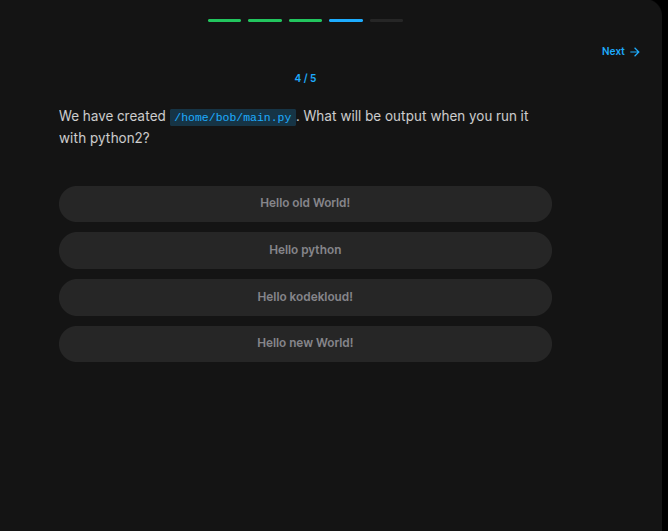 Next
4 / 5
We have created /home/bob/main.py. What will be output when you run it
with python2?
Hello old World!
Hello python
Hello kodekloud!
Hello new World!